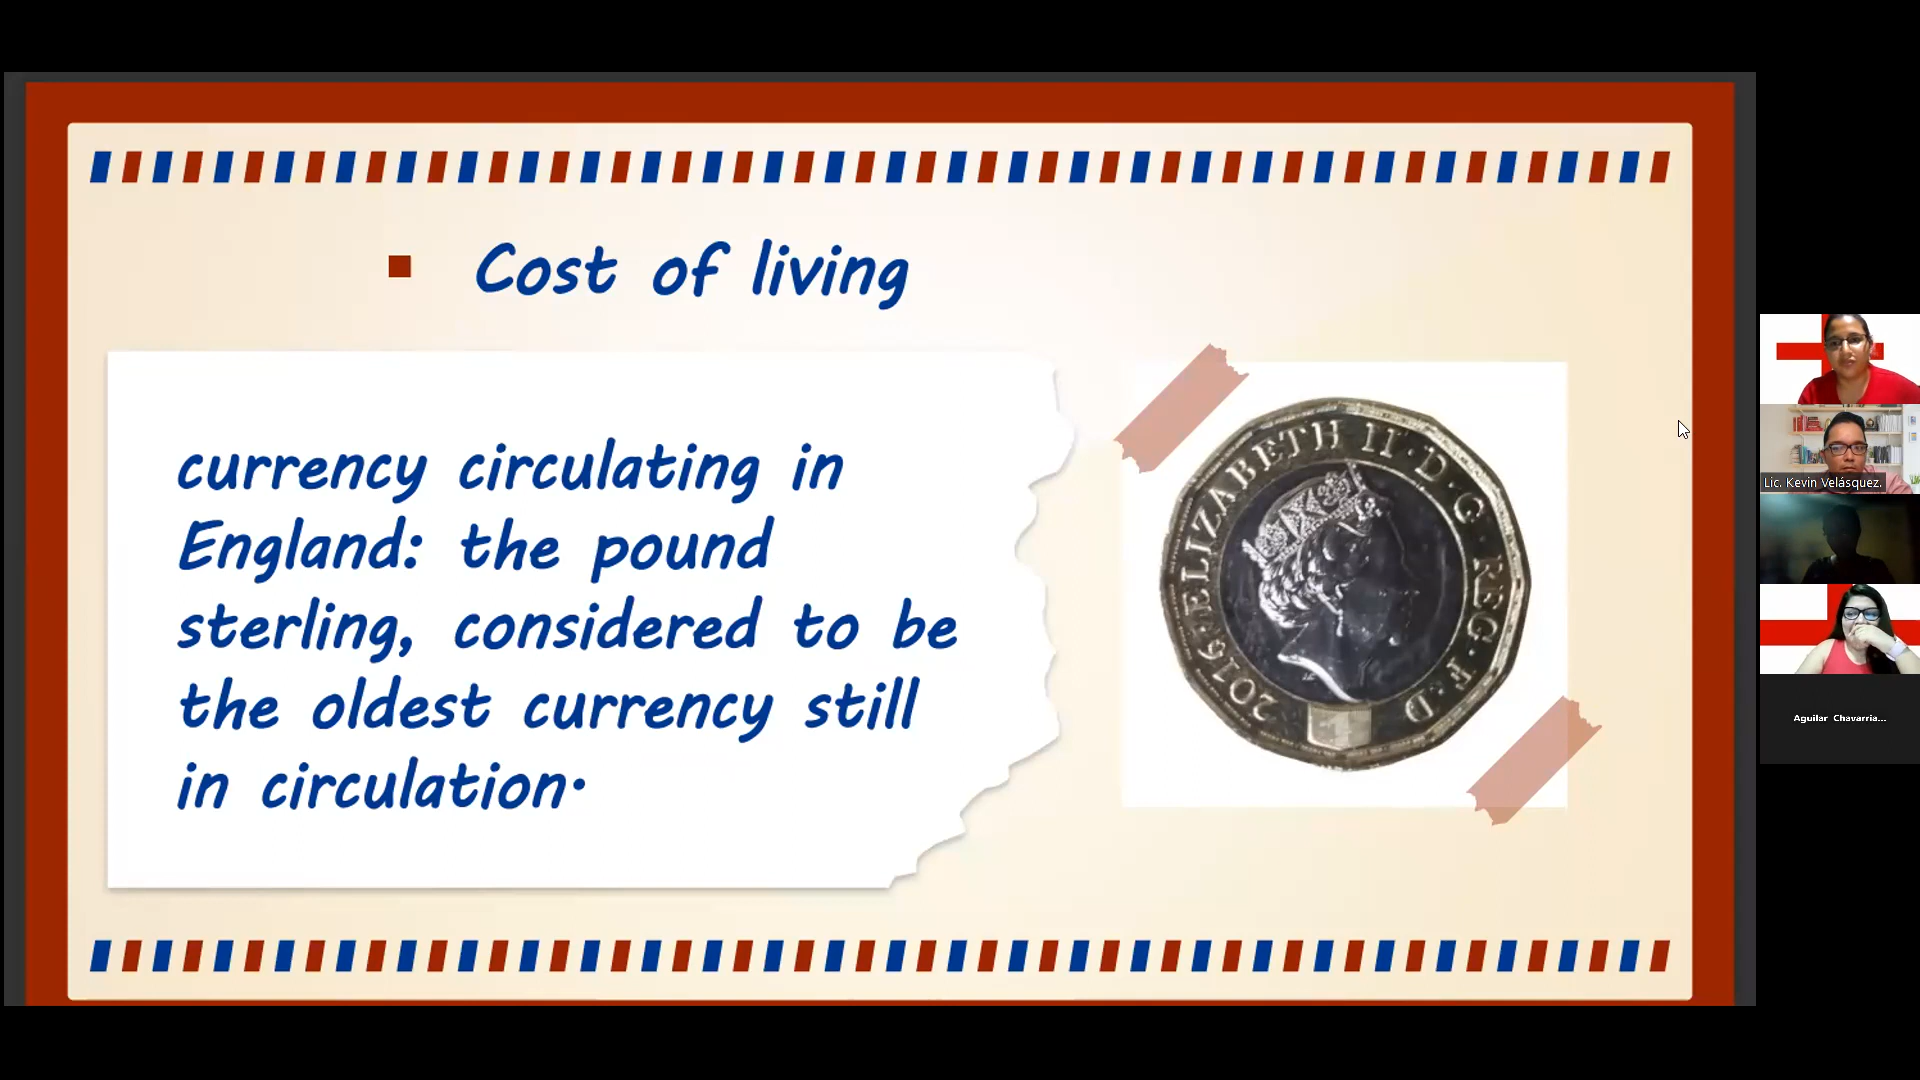 Cost of living
currency circulating in
England: the pound
sterling, considered to be
the oldest currency still
in circulation.
ELIZABETH II · D · G · REG · F · D
2016
Lic. Kevin Velásquez.
Aguilar Chavarria...